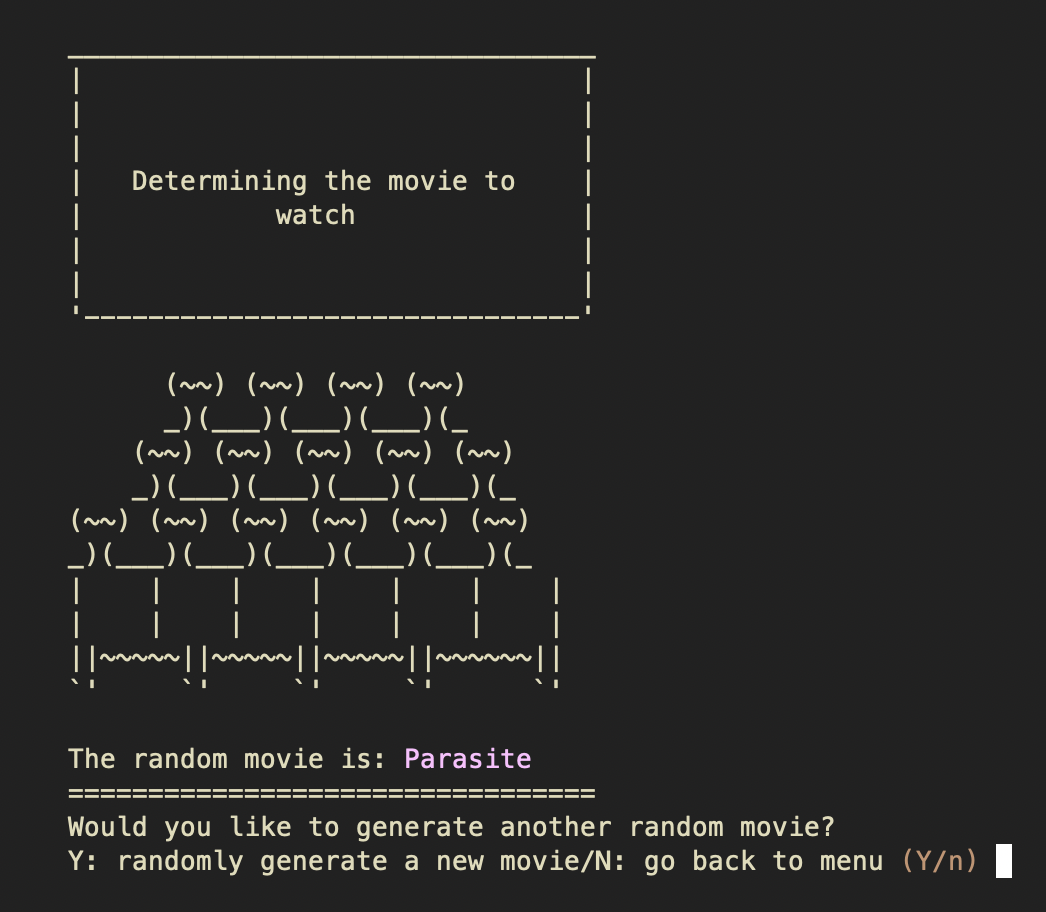 Determining the movie to
watch
The random movie is: Parasite
=================================
Would you like to generate another random movie?
Y: randomly generate a new movie/N: go back to menu (Y/n)